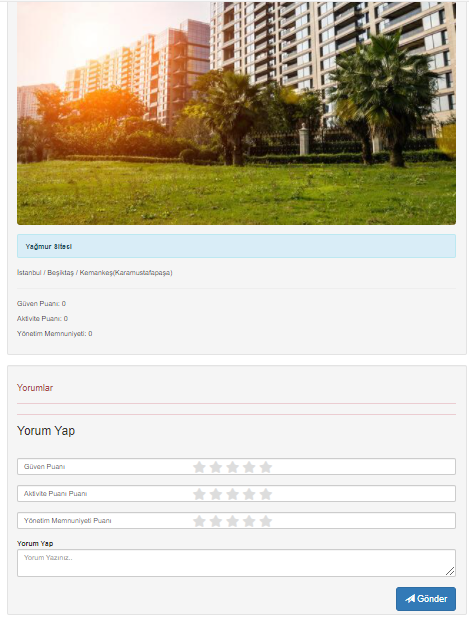 Yağmur Sitesi
İstanbul / Beşiktaş / Kemankeş(Karamustafapaşa)
Güven Puanı: 0
Aktivite Puanı: 0
Yönetim Memnuniyeti: 0
Yorumlar
Yorum Yap
Güven Puanı
Aktivite Puanı Puanı
Yönetim Memnuniyeti Puanı
Yorum Yap
Yorum Yazınız..
Gönder